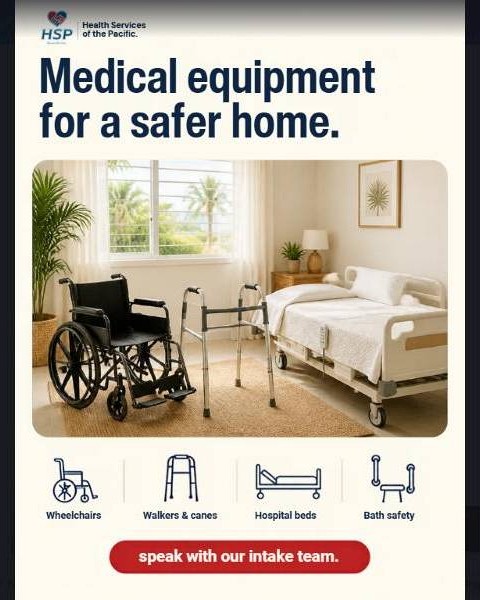 HSP
Health Services
of the Pacific.
Medical equipment
for a safer home.
Wheelchairs
Walkers & canes
Hospital beds
Bath safety
speak with our intake team.